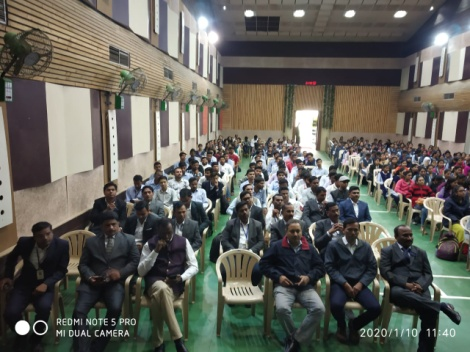 REDMI NOTE 5 PRO
MI DUAL CAMERA
2020/1/10 11:40